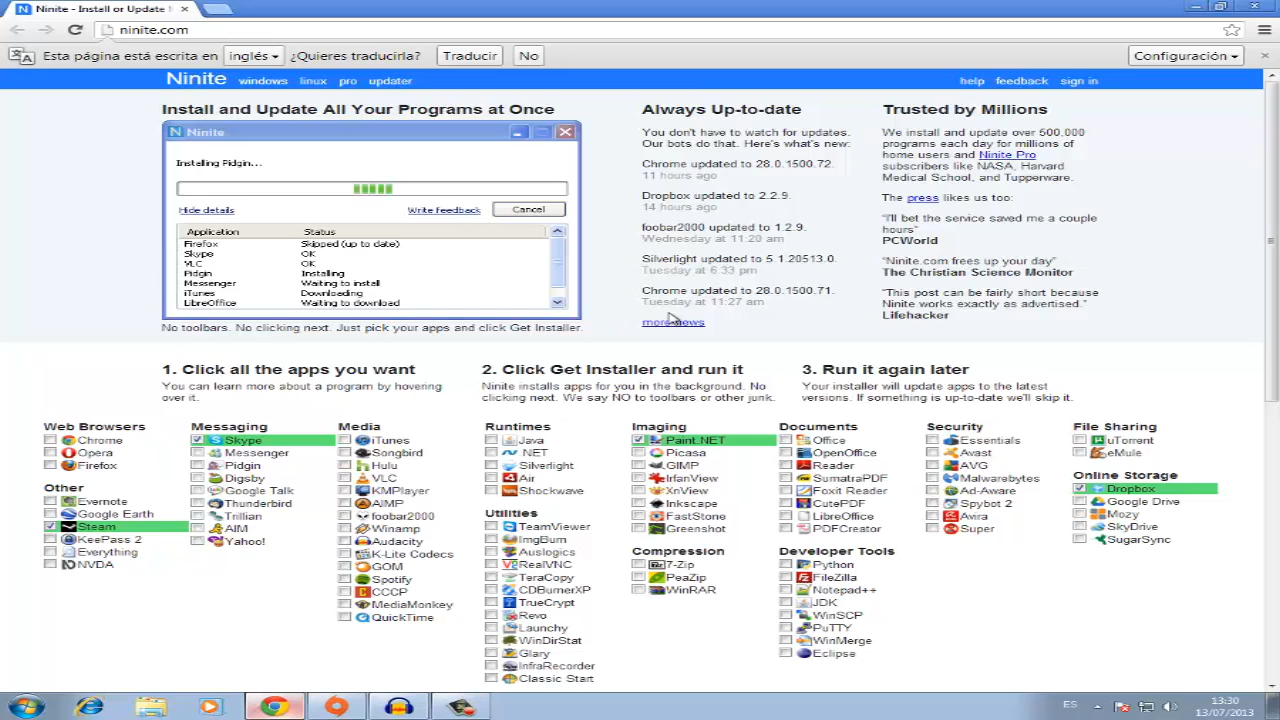 Ninite - Install or Update
ninite.com
Esta página está escrita en inglés ¿Quieres traducirla? Traducir No Configuración
Ninite windows linux pro updater help feedback sign in
Install and Update All Your Programs at Once
Ninite
Installing Pidgin...
Hide details Write feedback Cancel
Application Status
Firefox Skipped (up to date)
Skype OK
VLC OK
Pidgin Installing
Messenger Waiting to install
iTunes Downloading
LibreOffice Waiting to download
No toolbars. No clicking next. Just pick your apps and click Get Installer.
Always Up-to-date
You don't have to watch for updates.
Our bots do that. Here's what's new:
Chrome updated to 28.0.1500.72.
11 hours ago
Dropbox updated to 2.2.9.
14 hours ago
foobar2000 updated to 1.2.9.
Wednesday at 11:20 am
Silverlight updated to 5.1.20513.0.
Tuesday at 6:33 pm
Chrome updated to 28.0.1500.71.
Tuesday at 11:27 am
more news
Trusted by Millions
We install and update over 500,000
programs each day for millions of
home users and Ninite Pro
subscribers like NASA, Harvard
Medical School, and Tupperware.
The press likes us too:
"I'll bet the service saved me a couple
hours"
PCWorld
"Ninite.com frees up your day"
The Christian Science Monitor
"This post can be fairly short because
Ninite works exactly as advertised."
Lifehacker
1. Click all the apps you want
You can learn more about a program by hovering
over it.
2. Click Get Installer and run it
Ninite installs apps for you in the background. No
clicking next. We say NO to toolbars or other junk.
3. Run it again later
Your installer will update apps to the latest
versions. If something is up-to-date we'll skip it.
Web Browsers
Chrome
Opera
Firefox
Other
Evernote
Google Earth
Steam
KeePass 2
Everything
NVDA
Messaging
Skype
Messenger
Pidgin
Digsby
Google Talk
Thunderbird
Trillian
AIM
Yahoo!
Media
iTunes
Songbird
Hulu
VLC
KMPlayer
AIMP
foobar2000
Winamp
Audacity
K-Lite Codecs
GOM
Spotify
CCCP
MediaMonkey
QuickTime
Runtimes
Java
.NET
Silverlight
Air
Shockwave
Utilities
TeamViewer
ImgBurn
Auslogics
RealVNC
TeraCopy
CDBurnerXP
TrueCrypt
Revo
Launchy
WinDirStat
Glary
InfraRecorder
Classic Start
Imaging
Paint.NET
Picasa
GIMP
IrfanView
XnView
Inkscape
FastStone
Greenshot
Compression
7-Zip
PeaZip
WinRAR
Documents
Office
OpenOffice
Reader
SumatraPDF
Foxit Reader
CutePDF
LibreOffice
PDFCreator
Developer Tools
Python
FileZilla
Notepad++
JDK
WinSCP
PuTTY
WinMerge
Eclipse
Security
Essentials
Avast
AVG
Malwarebytes
Ad-Aware
Spybot 2
Avira
Super
File Sharing
uTorrent
eMule
Online Storage
Dropbox
Google Drive
Mozy
SkyDrive
SugarSync
ES
13:30
13/07/2013